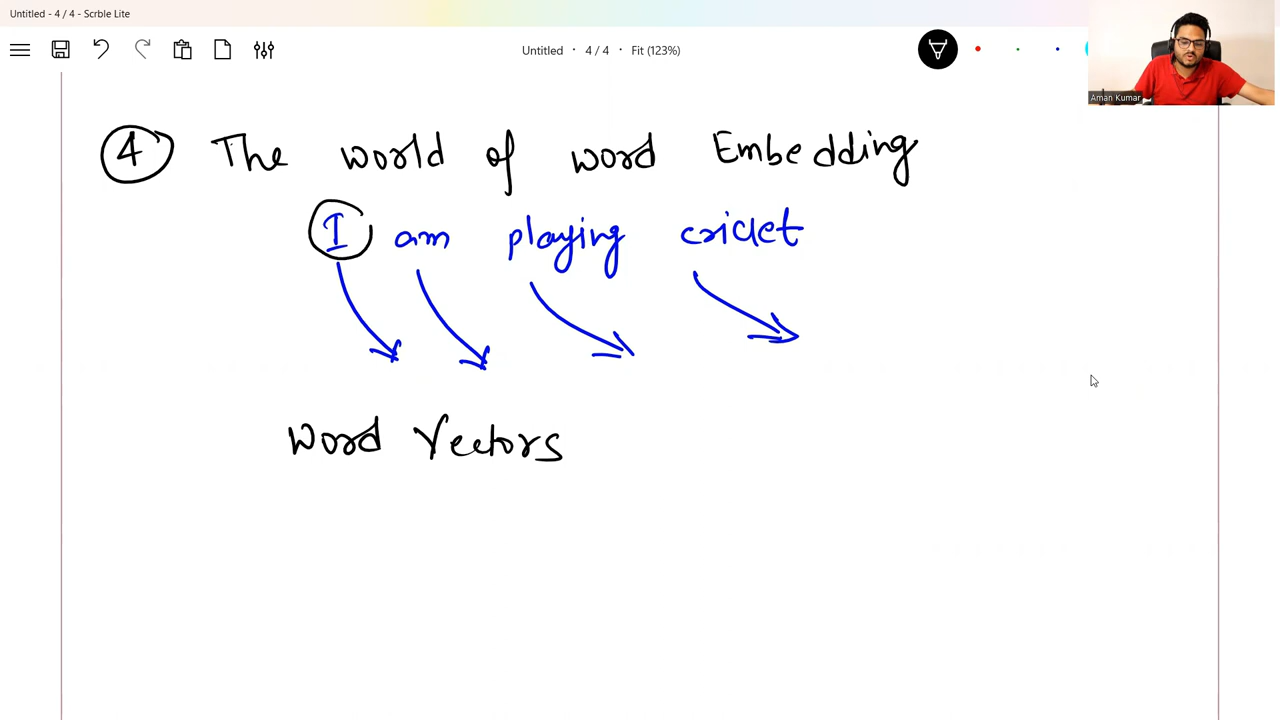 Untitled - 4 / 4 - Scrble Lite
Untitled · 4 / 4 · Fit (123%)
Aman Kumar
4 The world of word Embedding
I am playing cricket
Word Vectors